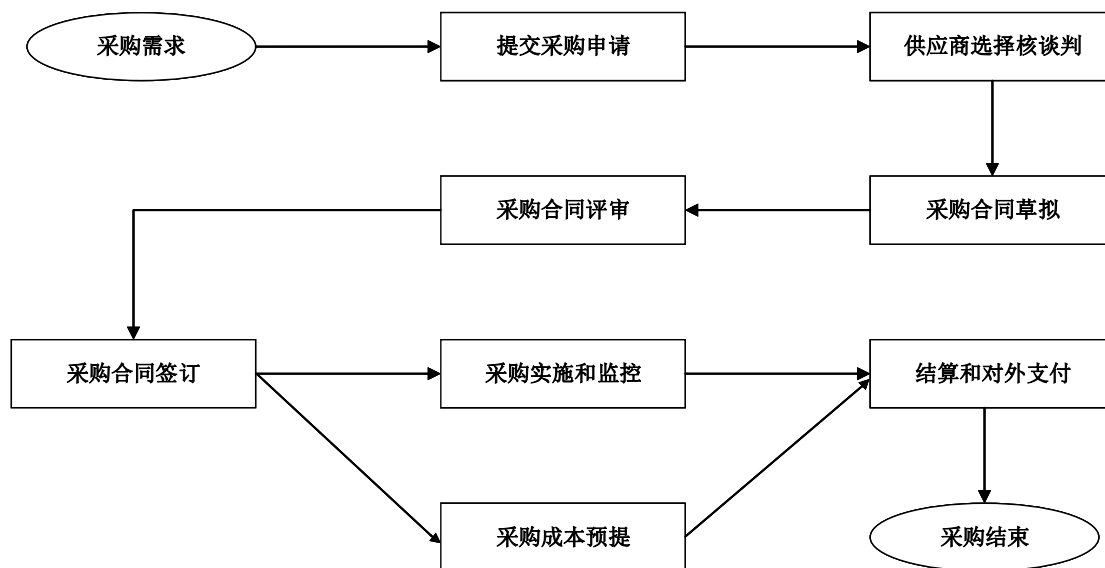 采购需求
提交采购申请
供应商选择核谈判
采购合同评审
采购合同草拟
采购合同签订
采购实施和监控
结算和对外支付
采购成本预提
采购结束